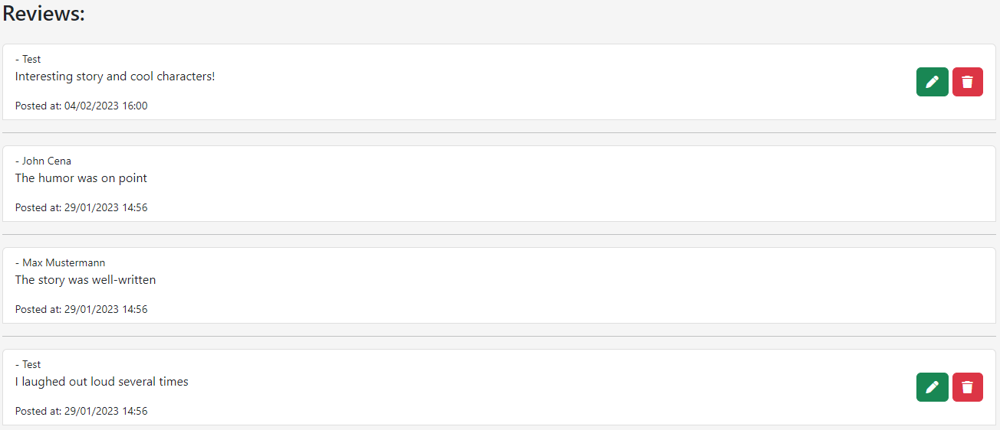 Reviews:
- Test
Interesting story and cool characters!
Posted at: 04/02/2023 16:00
- John Cena
The humor was on point
Posted at: 29/01/2023 14:56
- Max Mustermann
The story was well-written
Posted at: 29/01/2023 14:56
- Test
I laughed out loud several times
Posted at: 29/01/2023 14:56